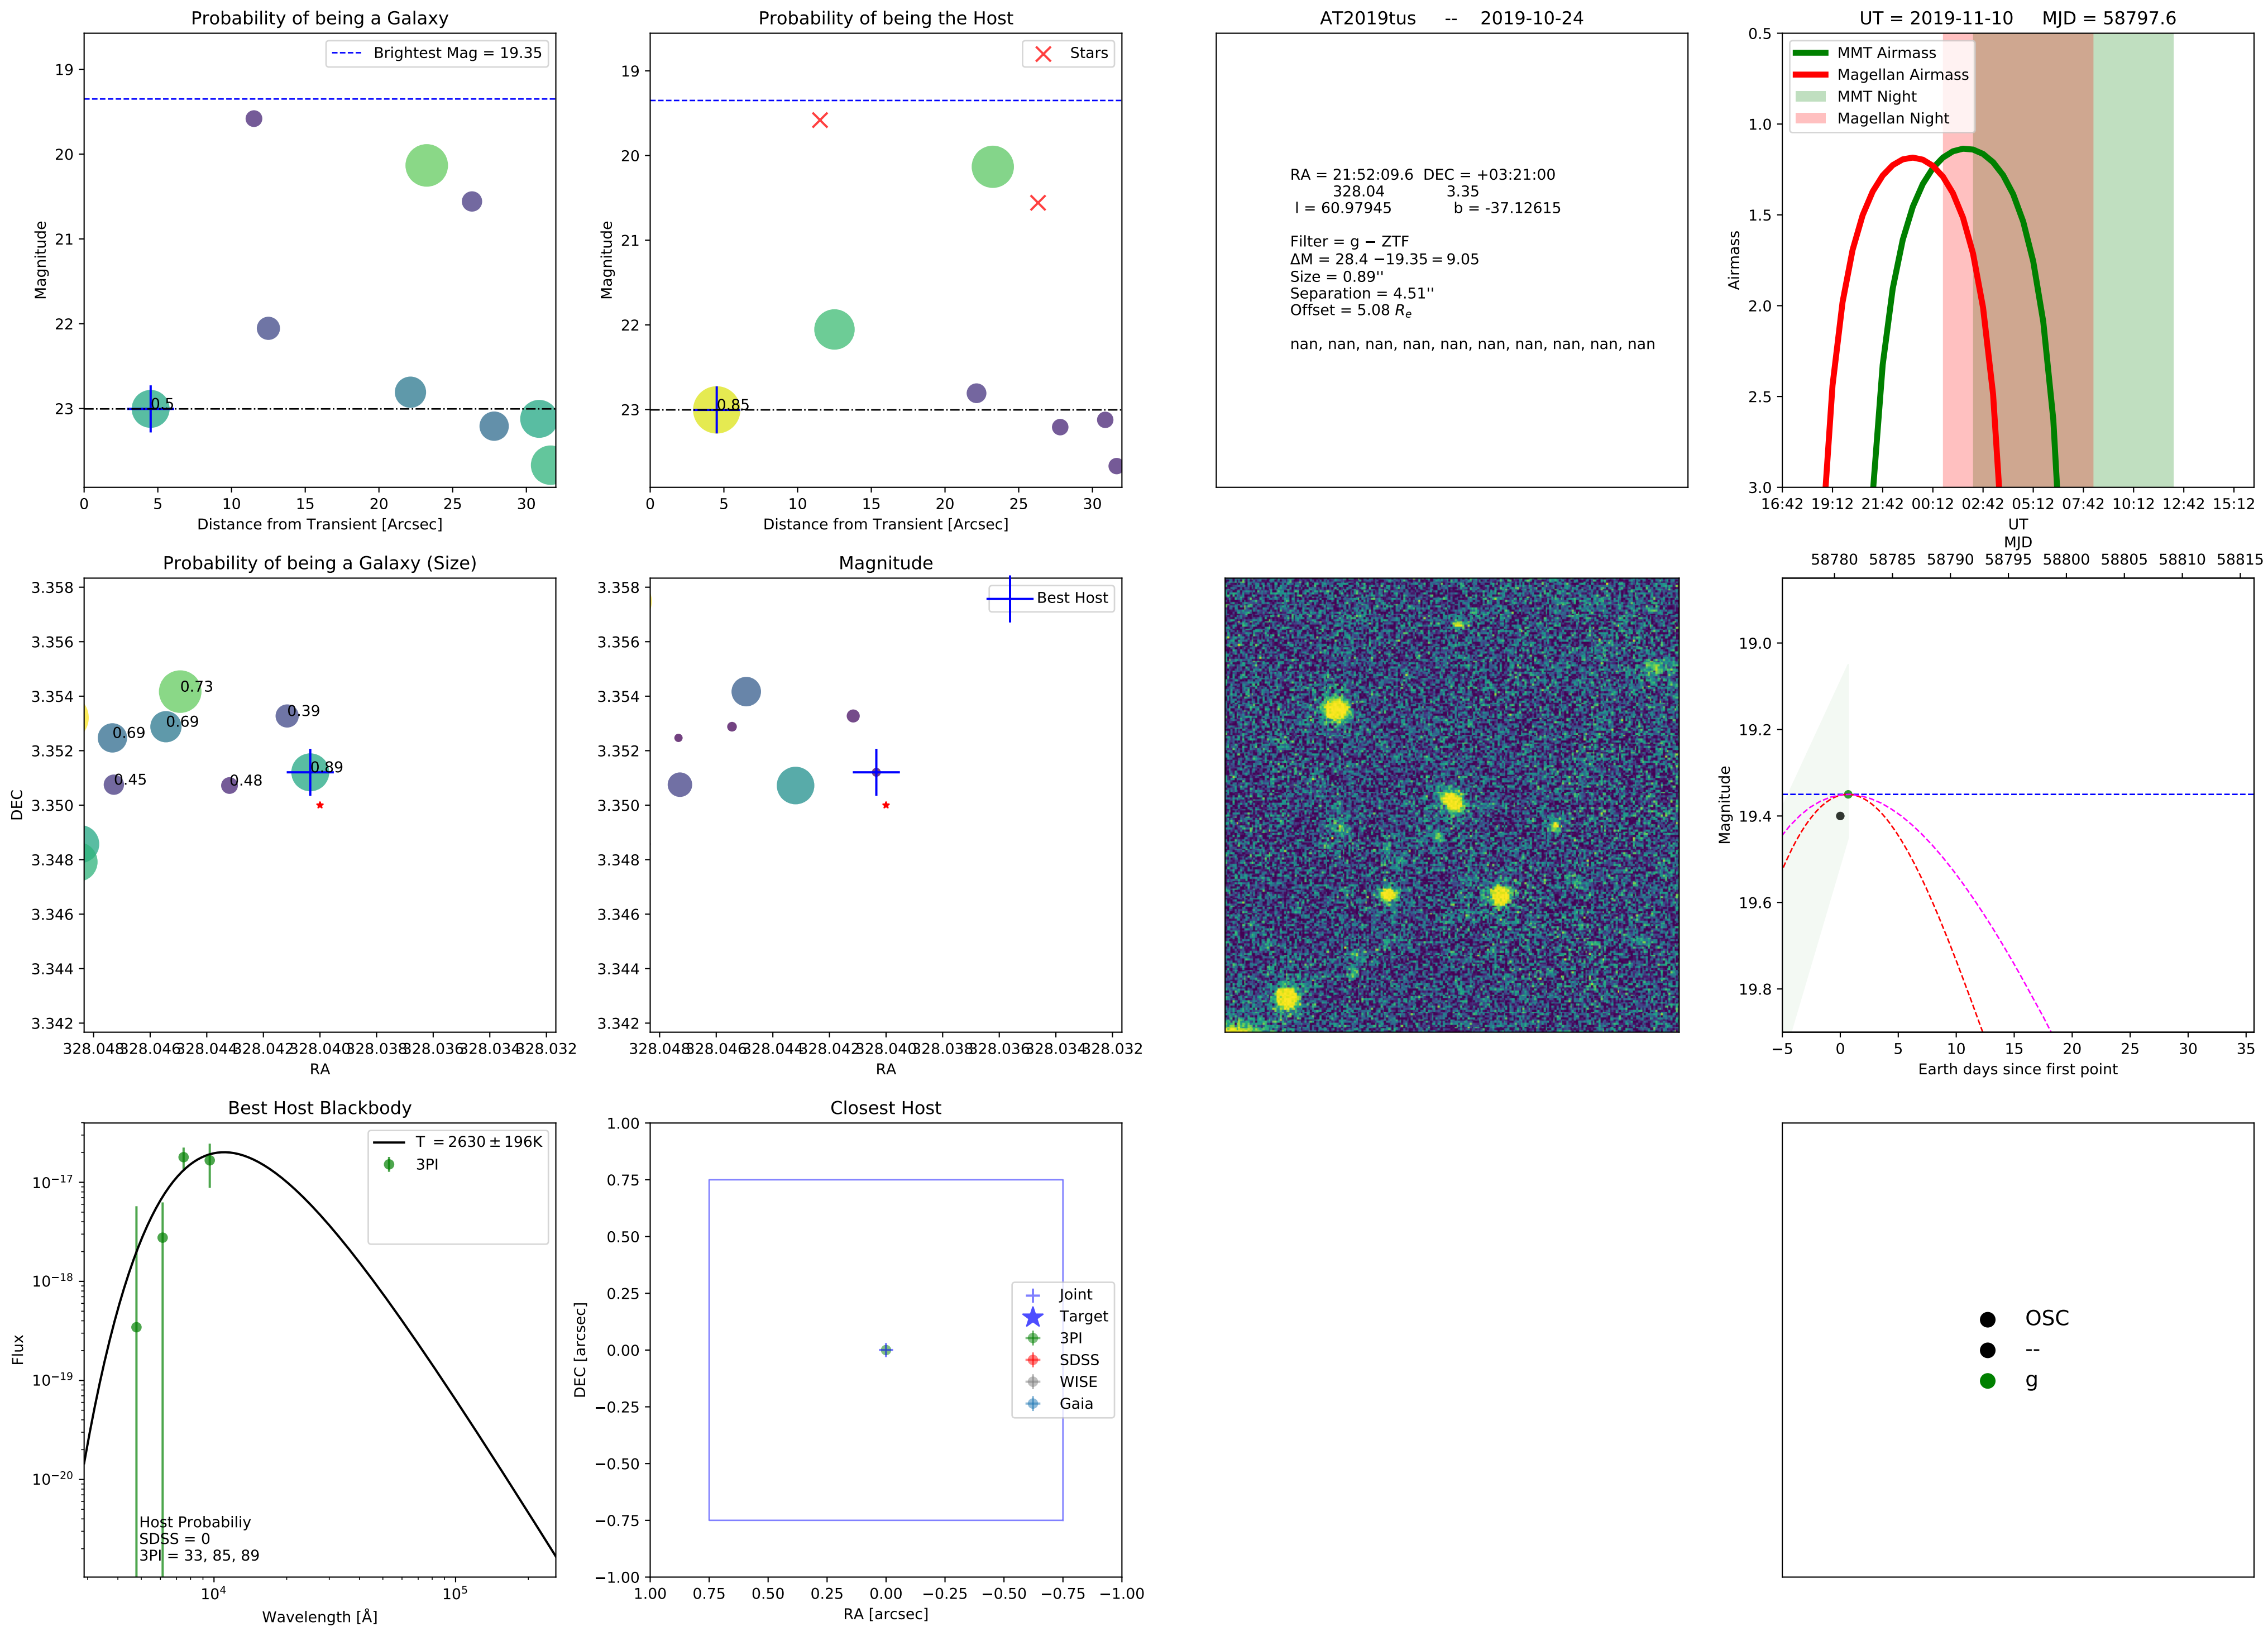 Probability of being a Galaxy
Brightest Mag = 19.35
19
20
21
22
23
0.5
Magnitude
0 5 10 15 20 25 30
Distance from Transient [Arcsec]
Probability of being the Host
Stars
19
20
21
22
23
0.85
Magnitude
0 5 10 15 20 25 30
Distance from Transient [Arcsec]
AT2019tus -- 2019-10-24
RA = 21:52:09.6 DEC = +03:21:00
328.04 3.35
l = 60.97945 b = -37.12615
Filter = g − ZTF
ΔM = 28.4 −19.35 = 9.05
Size = 0.89''
Separation = 4.51''
Offset = 5.08 Rₑ
nan, nan, nan, nan, nan, nan, nan, nan, nan, nan
UT = 2019-11-10 MJD = 58797.6
MMT Airmass
Magellan Airmass
MMT Night
Magellan Night
0.5
1.0
1.5
2.0
2.5
3.0
Airmass
16:42 19:12 21:42 00:12 02:42 05:12 07:42 10:12 12:42 15:12
UT
Probability of being a Galaxy (Size)
3.358
3.356
3.354
3.352
3.350
3.348
3.346
3.344
3.342
DEC
0.73
0.69
0.69
0.39
0.89
0.45
0.48
328.048 328.046 328.044 328.042 328.040 328.038 328.036 328.034 328.032
RA
Magnitude
Best Host
3.358
3.356
3.354
3.352
3.350
3.348
3.346
3.344
3.342
328.048 328.046 328.044 328.042 328.040 328.038 328.036 328.034 328.032
RA
MJD
58780 58785 58790 58795 58800 58805 58810 58815
19.0
19.2
19.4
19.6
19.8
Magnitude
−5 0 5 10 15 20 25 30 35
Earth days since first point
Best Host Blackbody
T = 2630 ± 196K
3PI
10⁻¹⁷
10⁻¹⁸
10⁻¹⁹
10⁻²⁰
Flux
Host Probabiliy
SDSS = 0
3PI = 33, 85, 89
10⁴ 10⁵
Wavelength [Å]
Closest Host
1.00
0.75
0.50
0.25
0.00
−0.25
−0.50
−0.75
−1.00
DEC [arcsec]
Joint
Target
3PI
SDSS
WISE
Gaia
1.00 0.75 0.50 0.25 0.00 −0.25 −0.50 −0.75 −1.00
RA [arcsec]
OSC
--
g